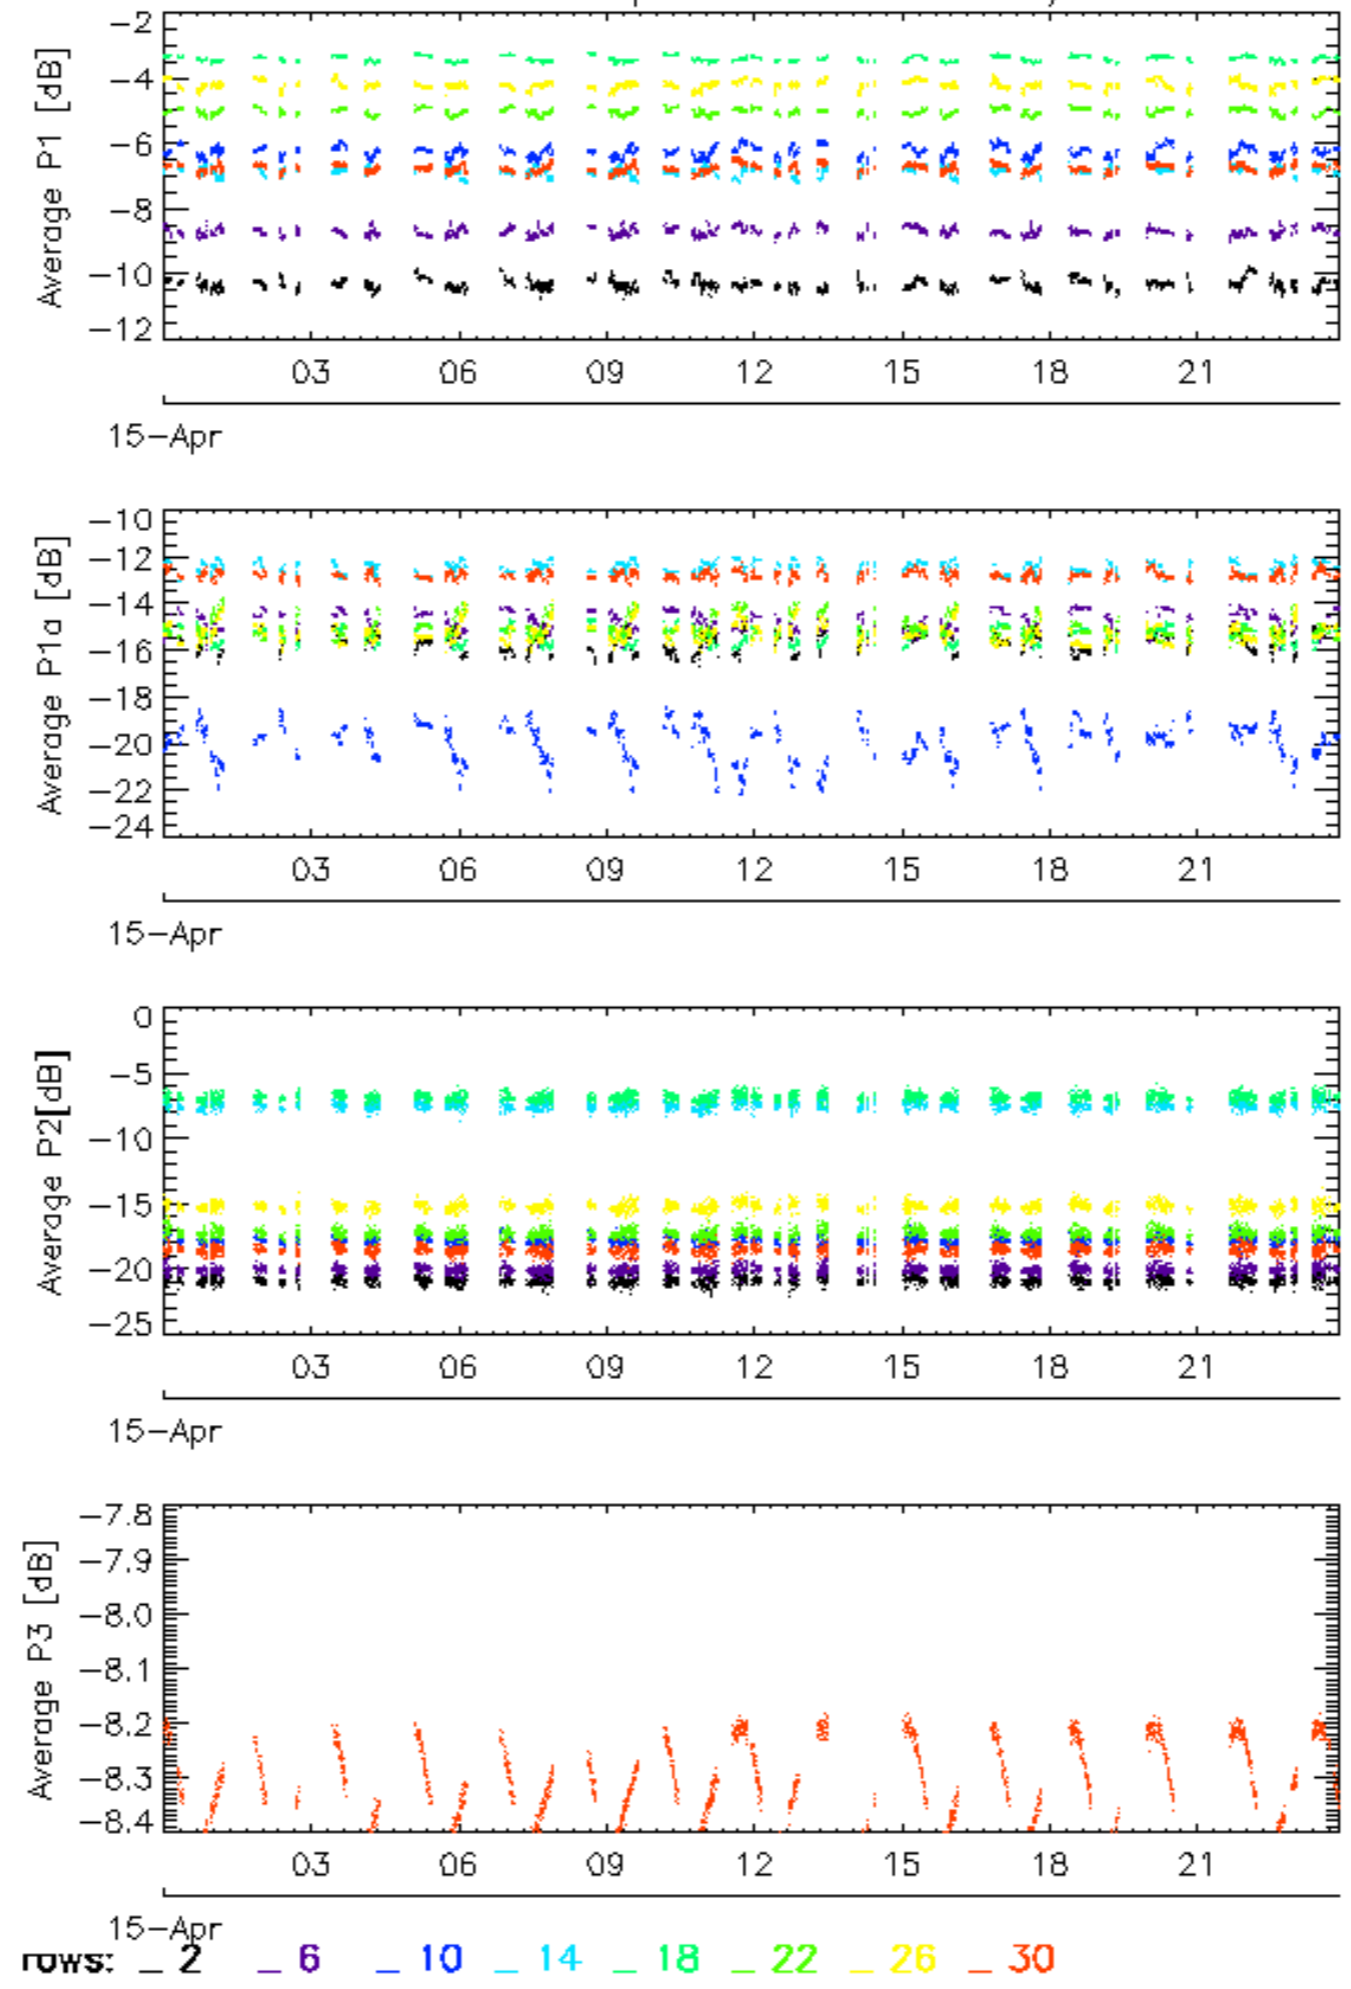 Average P1 [dB]
-2
-4
-6
-8
-10
-12
03 06 09 12 15 18 21
15-Apr
Average P1a [dB]
-10
-12
-14
-16
-18
-20
-22
-24
03 06 09 12 15 18 21
15-Apr
Average P2[dB]
0
-5
-10
-15
-20
-25
03 06 09 12 15 18 21
15-Apr
Average P3 [dB]
-7.8
-7.9
-8.0
-8.1
-8.2
-8.3
-8.4
03 06 09 12 15 18 21
15-Apr
rows: _ 2 _ 6 _ 10 _ 14 _ 18 _ 22 _ 26 _ 30